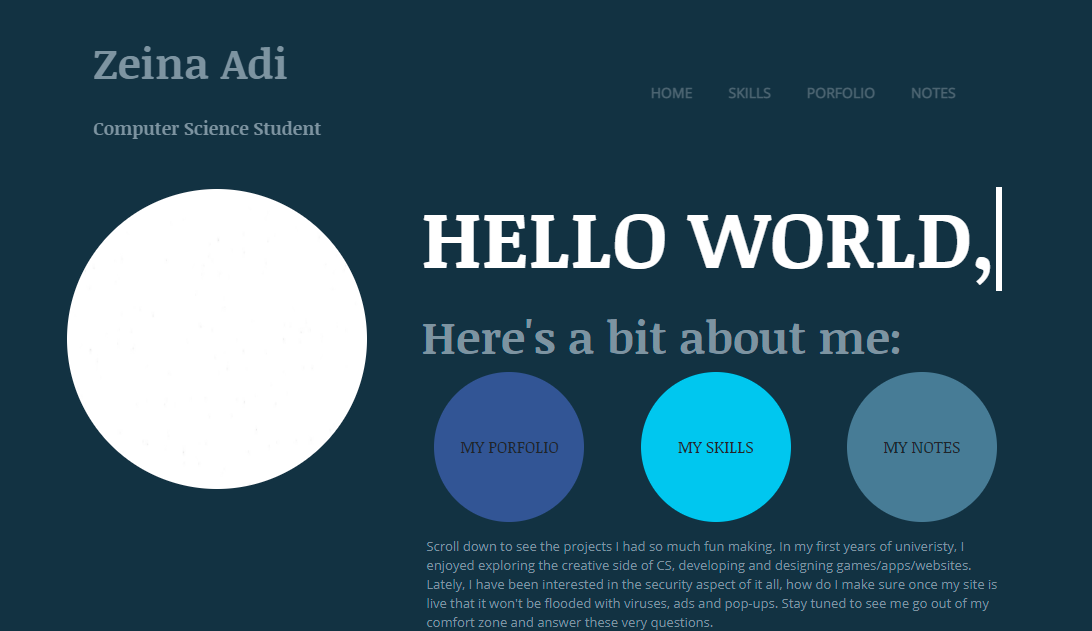 Zeina Adi
HOME SKILLS PORFOLIO NOTES
Computer Science Student
HELLO WORLD,
Here's a bit about me:
MY PORFOLIO MY SKILLS MY NOTES
Scroll down to see the projects I had so much fun making. In my first years of univeristy, I
enjoyed exploring the creative side of CS, developing and designing games/apps/websites.
Lately, I have been interested in the security aspect of it all, how do I make sure once my site is
live that it won't be flooded with viruses, ads and pop-ups. Stay tuned to see me go out of my
comfort zone and answer these very questions.